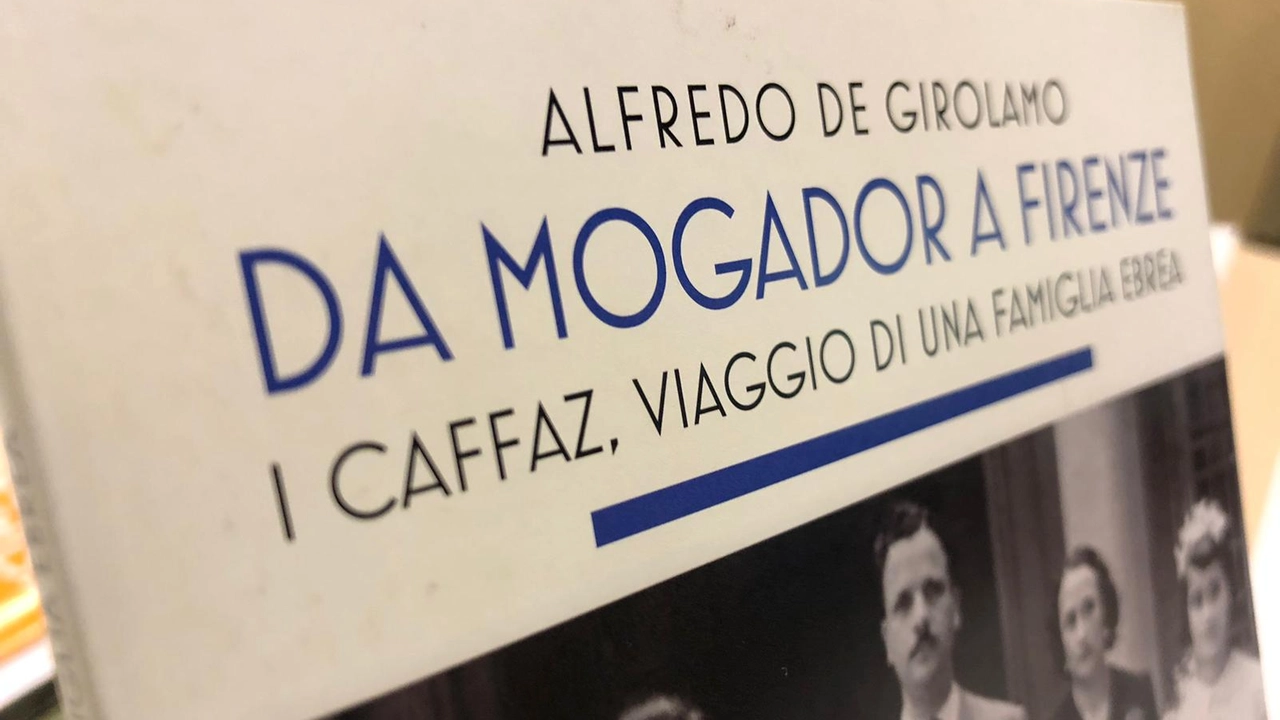 ALFREDO DE GIROLAMO
DA MOGADOR A FIRENZE
I CAFFAZ, VIAGGIO DI UNA FAMIGLIA EBREA